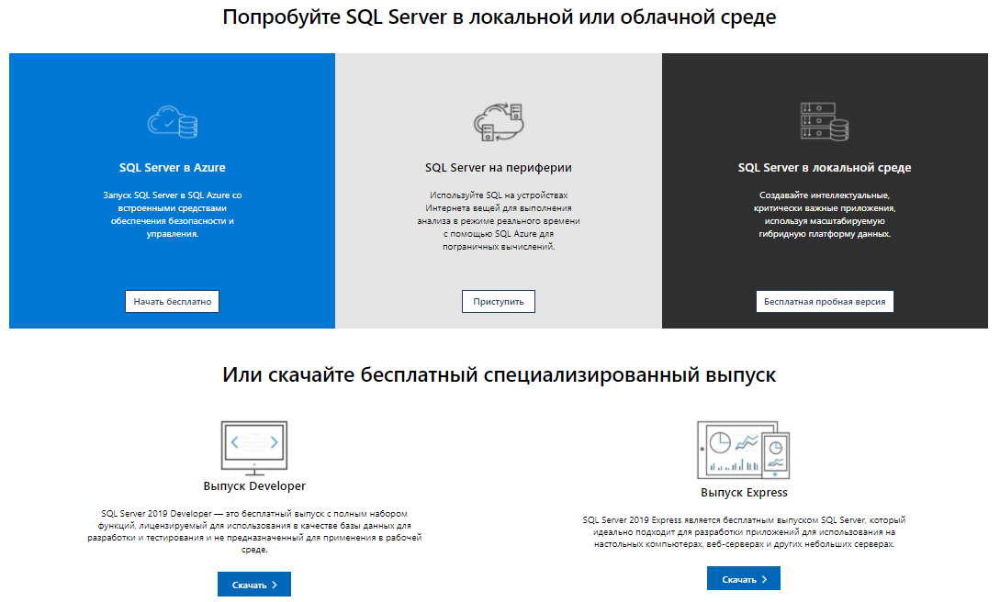 Попробуйте SQL Server в локальной или облачной среде
SQL Server в Azure
Запуск SQL Server в SQL Azure со
встроенными средствами
обеспечения безопасности и
управления.
Начать бесплатно
SQL Server на периферии
Используйте SQL на устройствах
Интернета вещей для выполнения
анализа в режиме реального времени
с помощью SQL Azure для
пограничных вычислений.
Приступить
SQL Server в локальной среде
Создавайте интеллектуальные,
критически важные приложения,
используя масштабируемую
гибридную платформу данных.
Бесплатная пробная версия
Или скачайте бесплатный специализированный выпуск
Выпуск Developer
SQL Server 2019 Developer — это бесплатный выпуск с полным набором
функций, лицензируемый для использования в качестве базы данных для
разработки и тестирования и не предназначенный для применения в рабочей
среде.
Скачать
Выпуск Express
SQL Server 2019 Express является бесплатным выпуском SQL Server, который
идеально подходит для разработки приложений для использования на
настольных компьютерах, веб-серверах и других небольших серверах.
Скачать